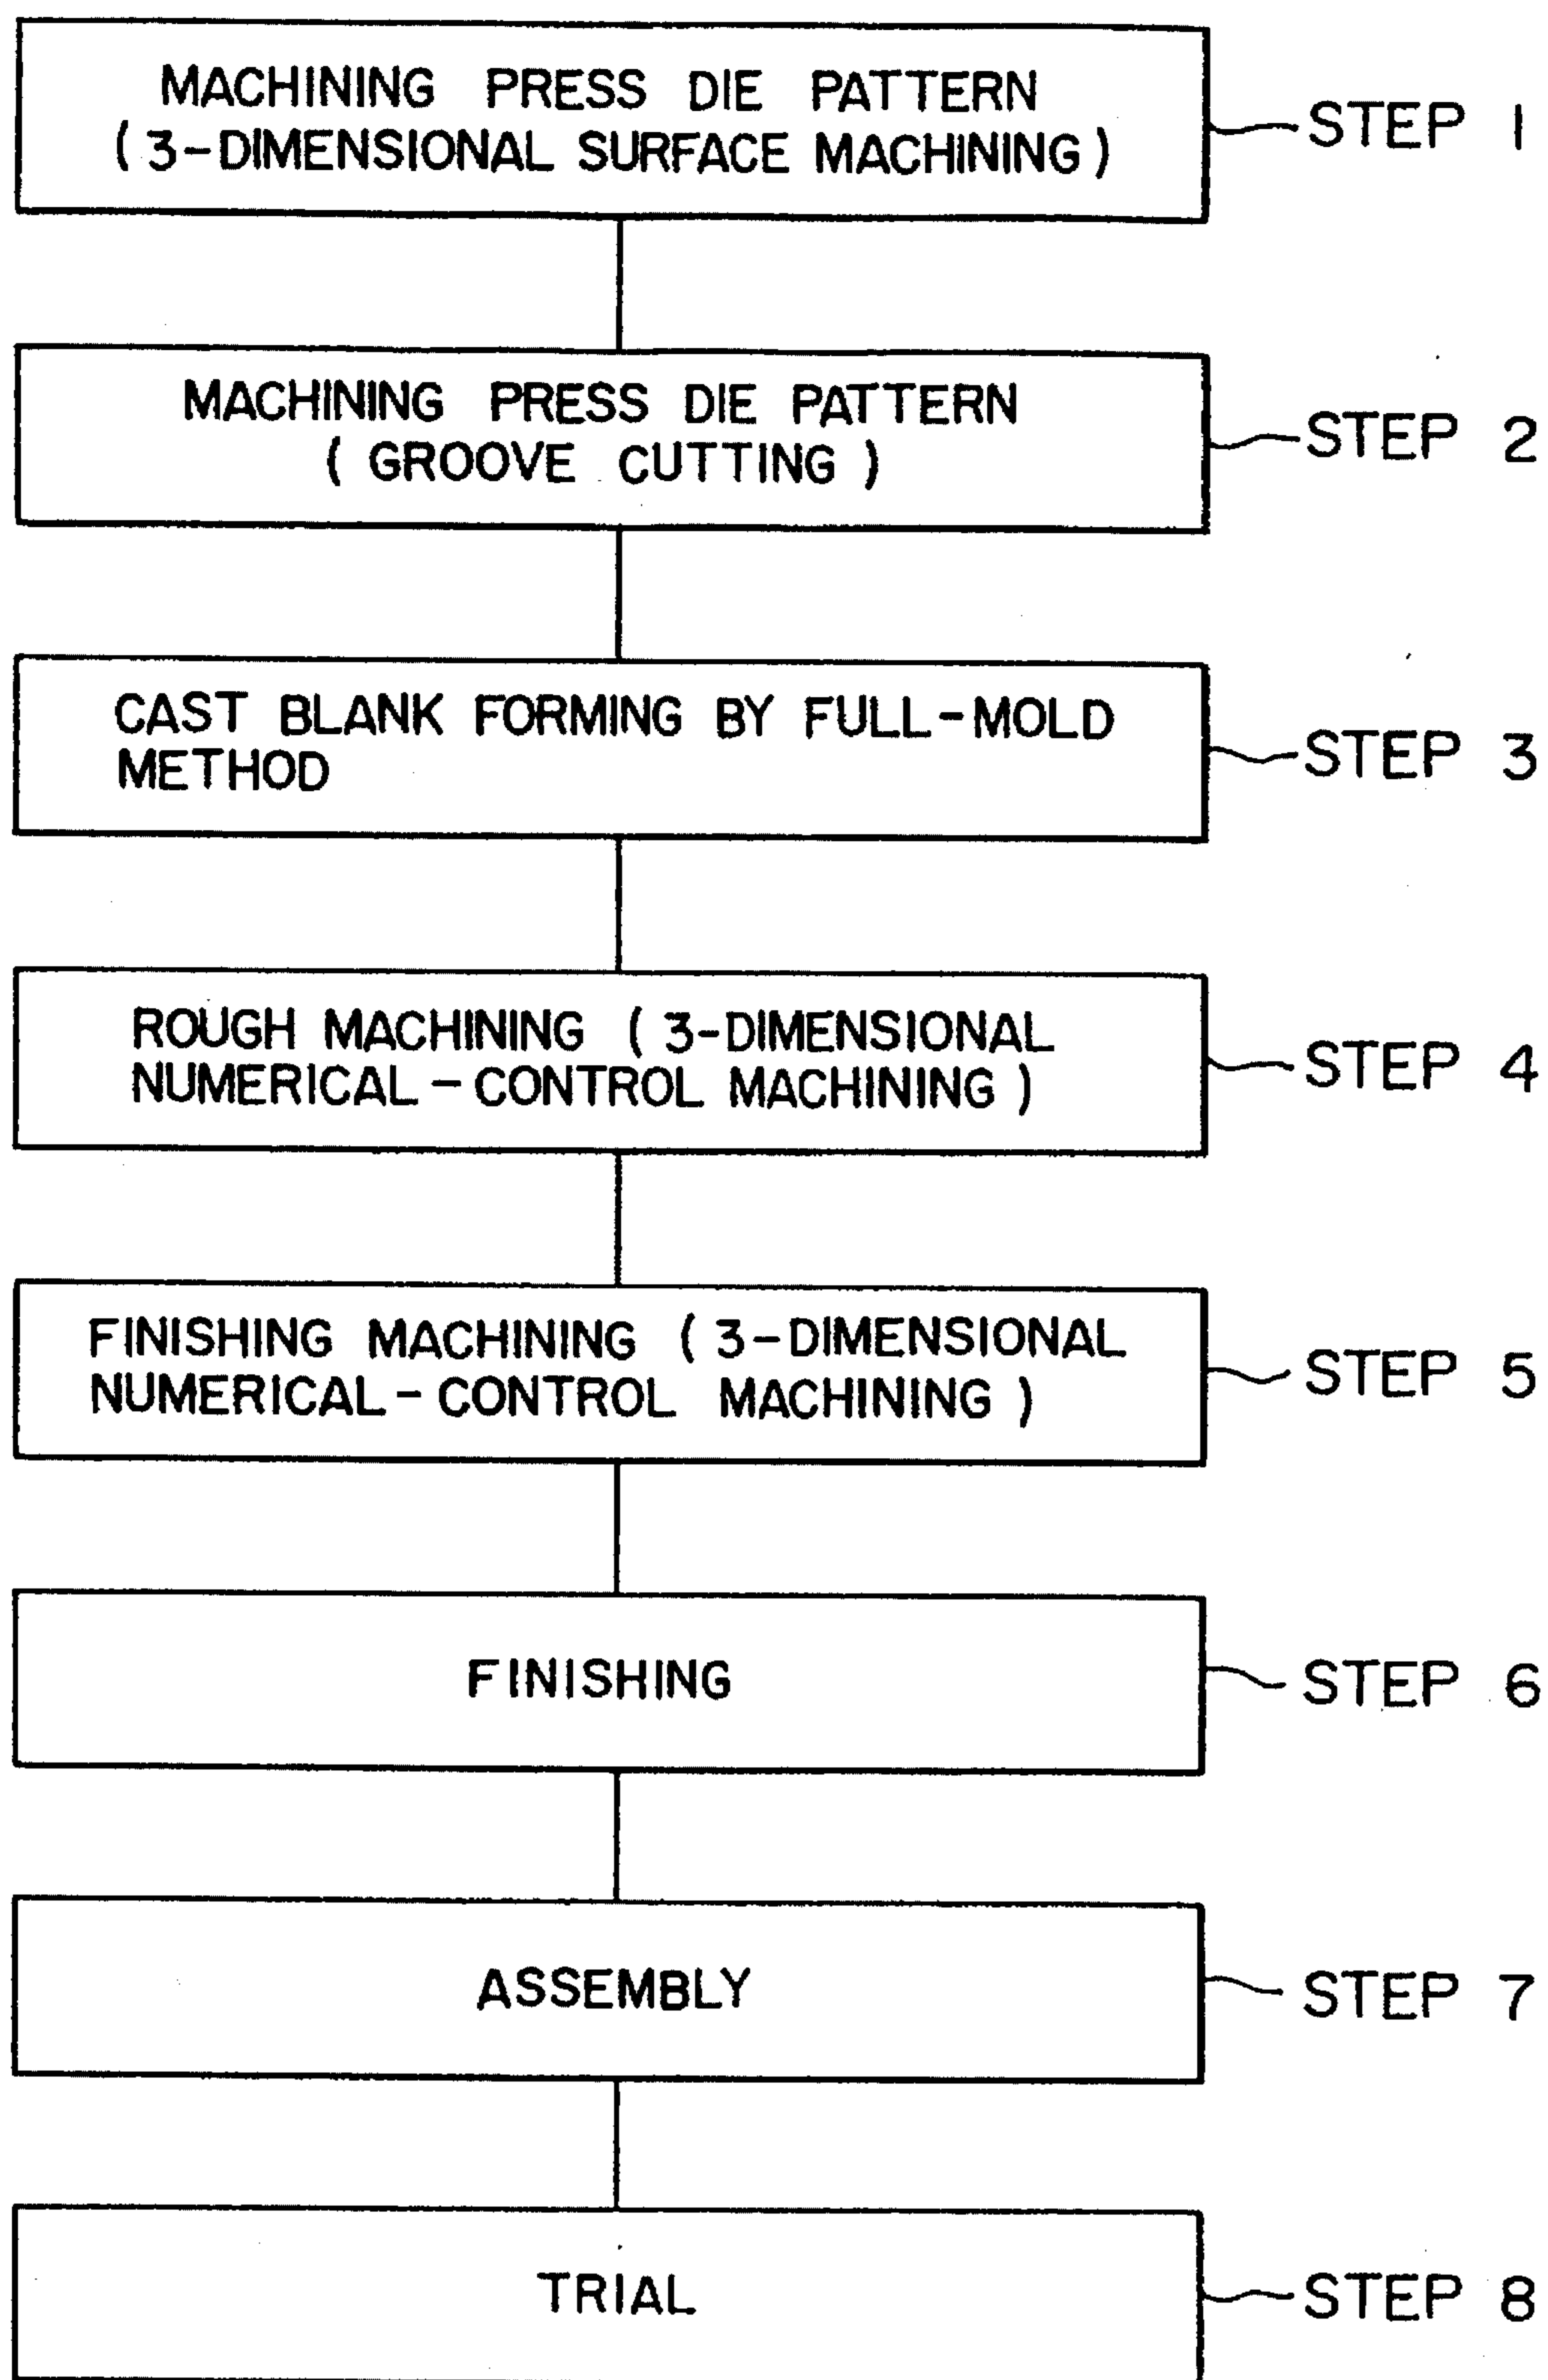 MACHINING PRESS DIE PATTERN
(3-DIMENSIONAL SURFACE MACHINING)
STEP 1
MACHINING PRESS DIE PATTERN
(GROOVE CUTTING)
STEP 2
CAST BLANK FORMING BY FULL-MOLD
METHOD
STEP 3
ROUGH MACHINING (3-DIMENSIONAL
NUMERICAL-CONTROL MACHINING)
STEP 4
FINISHING MACHINING (3-DIMENSIONAL
NUMERICAL-CONTROL MACHINING)
STEP 5
FINISHING
STEP 6
ASSEMBLY
STEP 7
TRIAL
STEP 8